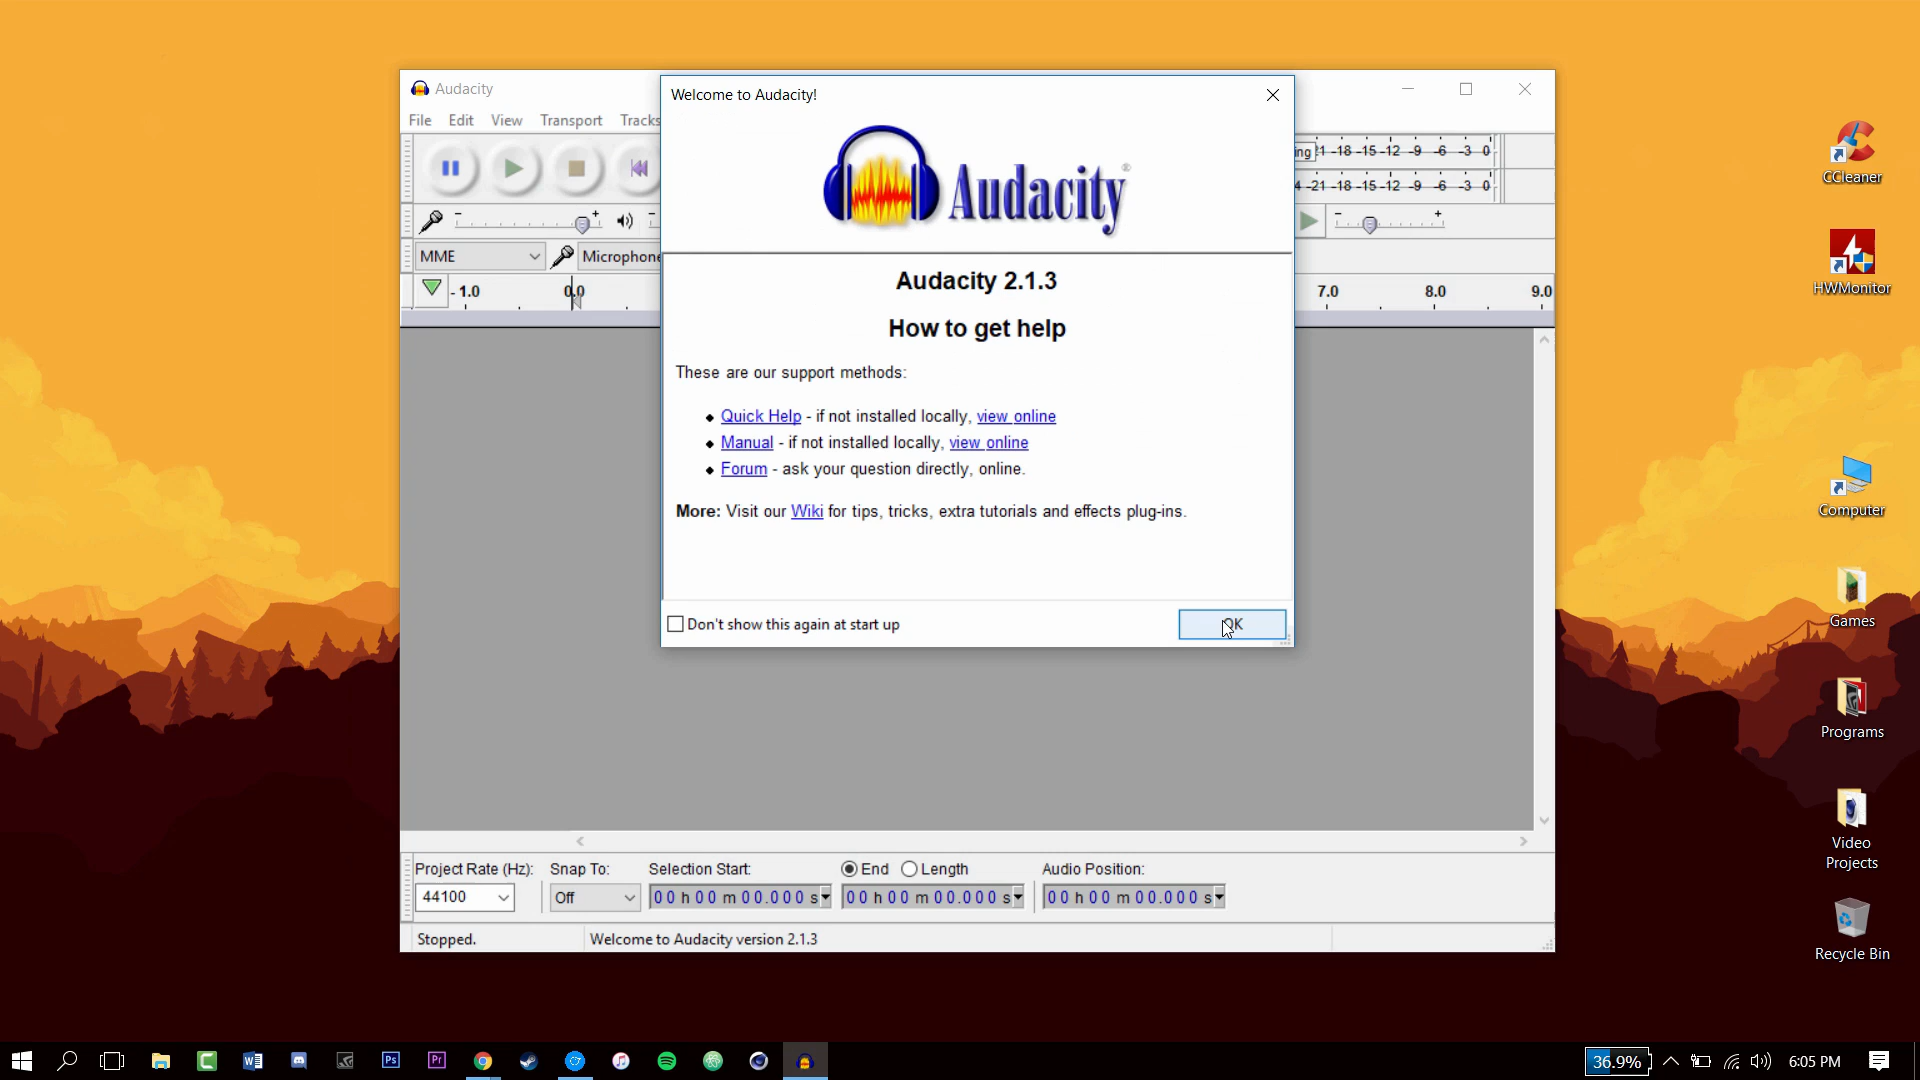 Audacity
File Edit View Transport Tracks
Welcome to Audacity!
Audacity®
-18 -15 -12 -9 -6 -3 0
-21 -18 -15 -12 -9 -6 -3 0
MME
Microphone
- 1.0 0.0 7.0 8.0 9.0
Audacity 2.1.3
How to get help
These are our support methods:
Quick Help - if not installed locally, view online
Manual - if not installed locally, view online
Forum - ask your question directly, online.
More: Visit our Wiki for tips, tricks, extra tutorials and effects plug-ins.
Don't show this again at start up
OK
Project Rate (Hz): Snap To: Selection Start: End Length Audio Position:
44100 Off 00 h 00 m 00.000 s 00 h 00 m 00.000 s 00 h 00 m 00.000 s
Stopped. Welcome to Audacity version 2.1.3
CCleaner
HWMonitor
Computer
Games
Programs
Video
Projects
Recycle Bin
Ps Pr
36.9%
6:05 PM